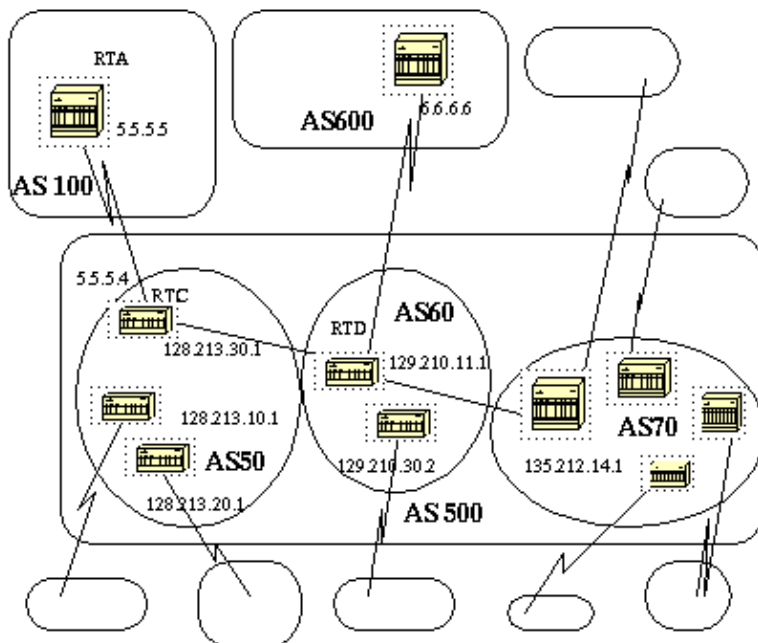 RTA
5.5.5.5
AS 100
AS600
6.6.6.6
5.5.5.4
RTC
128.213.30.1
RTD
AS60
129.210.11.1
128.213.10.1
AS50
128.213.20.1
129.210.30.2
AS70
135.212.14.1
AS 500